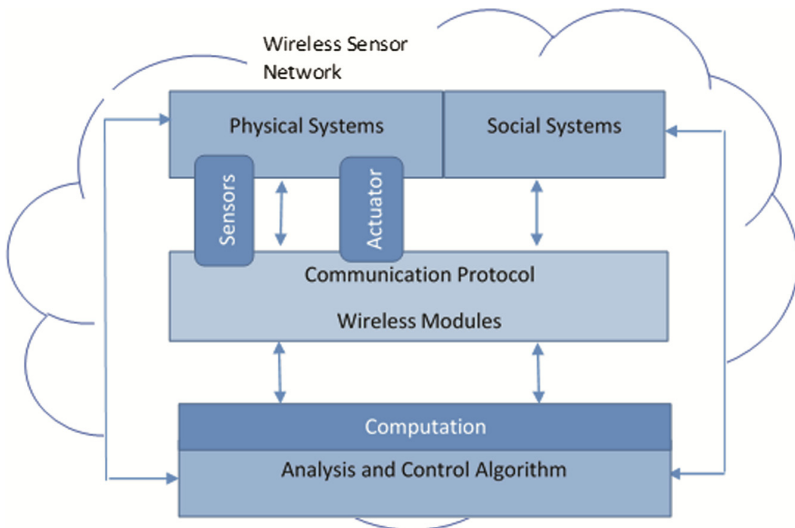 Wireless Sensor
Network
Physical Systems
Social Systems
Sensors
Actuator
Communication Protocol
Wireless Modules
Computation
Analysis and Control Algorithm